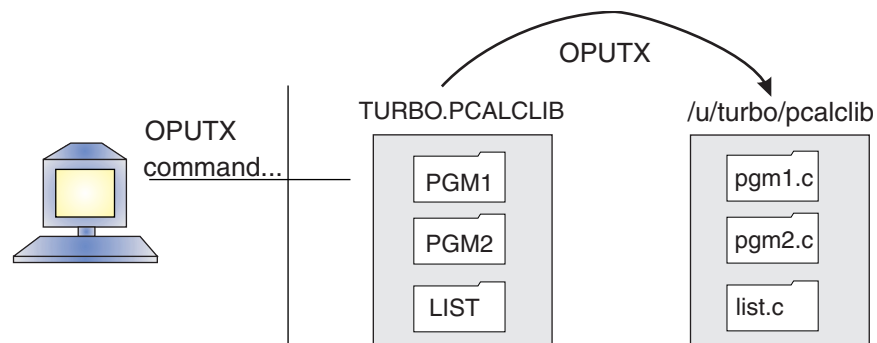 OPUTX
TURBO.PCALCLIB
/u/turbo/pcalclib
OPUTX
command...
PGM1
pgm1.c
PGM2
pgm2.c
LIST
list.c